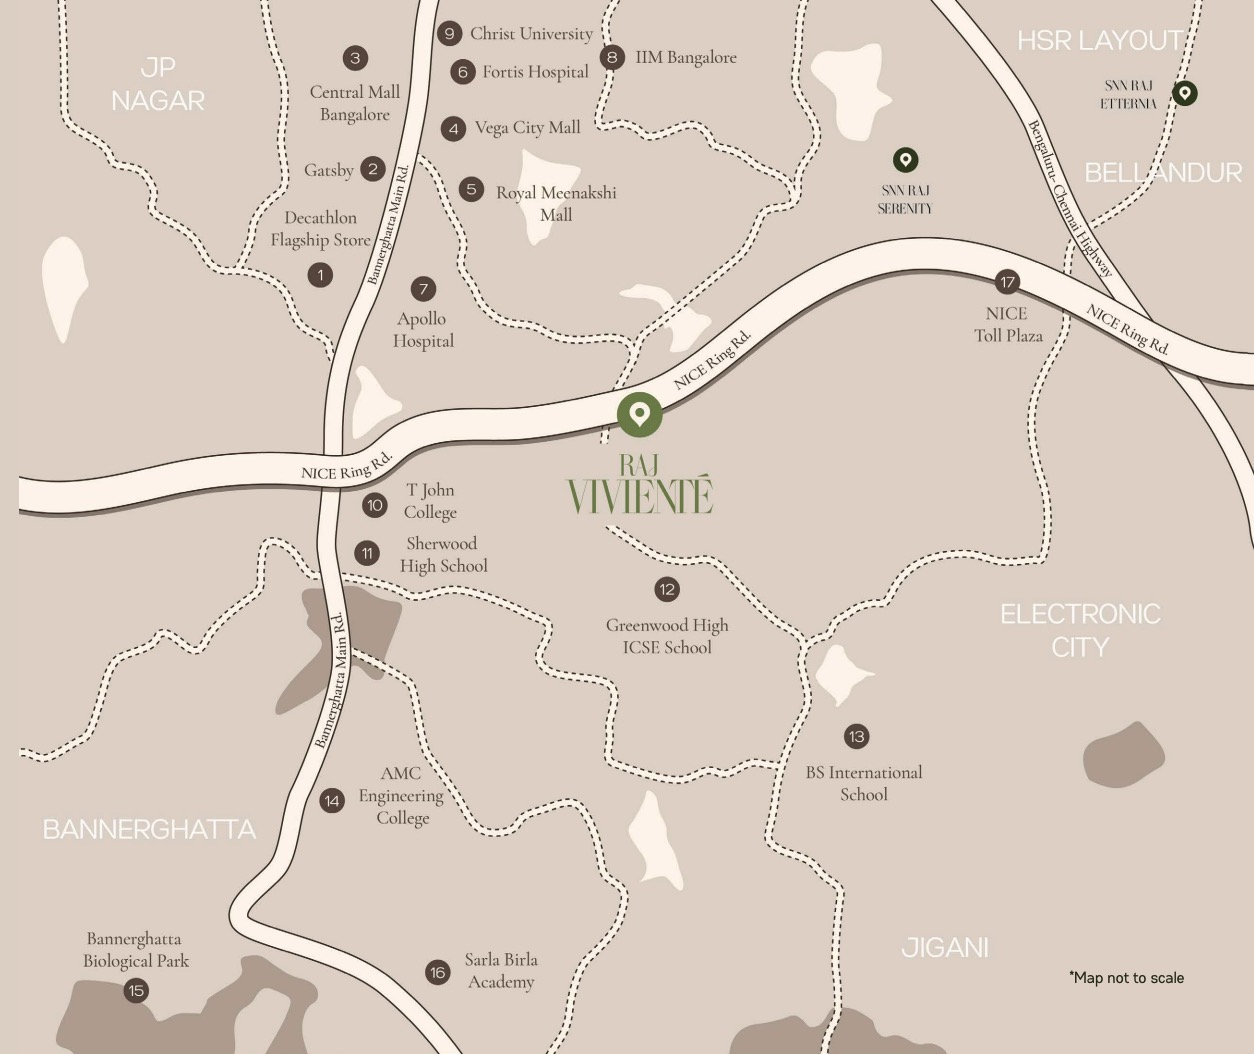 9 Christ University
3
8 IIM Bangalore
6 Fortis Hospital
JP
NAGAR
Central Mall
Bangalore
4 Vega City Mall
Gatsby 2
5 Royal Meenakshi
Mall
Decathlon
Flagship Store
1
Bannerghatta Main Rd.
7
Apollo
Hospital
HSR LAYOUT
SNN RAJ
ETTERNIA
BELLANDUR
SNN RAJ
SERENITY
Bengaluru- Chennai Highway
17
NICE
Toll Plaza
NICE Ring Rd.
NICE Ring Rd.
NICE Ring Rd.
RAJ
VIVIENTÉ
10 T John
College
11 Sherwood
High School
12
Greenwood High
ICSE School
ELECTRONIC
CITY
Bannerghatta Main Rd.
13
BS International
School
14 AMC
Engineering
College
BANNERGHATTA
Bannerghatta
Biological Park
15
16 Sarla Birla
Academy
JIGANI
*Map not to scale